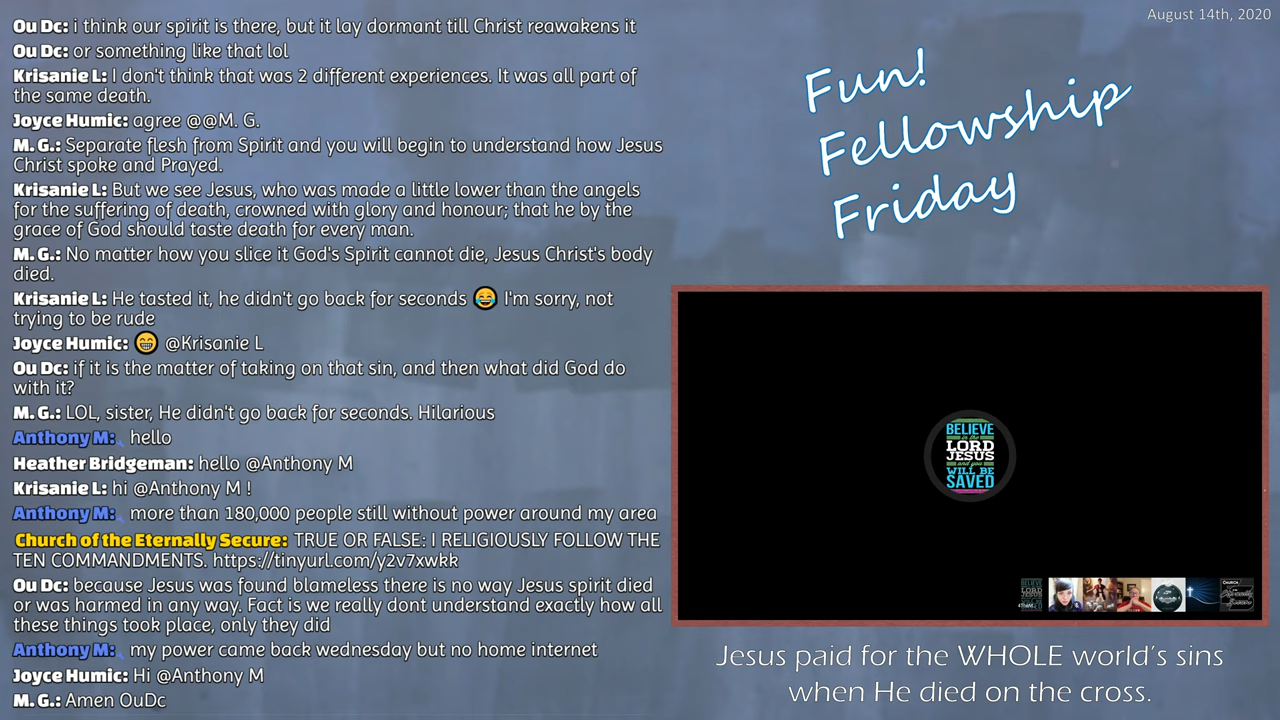 Ou Dc: i think our spirit is there, but it lay dormant till Christ reawakens it
Ou Dc: or something like that lol
Krisanie L: I don't think that was 2 different experiences. It was all part of
the same death.
Joyce Humic: agree @@M. G.
M. G.: Separate flesh from Spirit and you will begin to understand how Jesus
Christ spoke and Prayed.
Krisanie L: But we see Jesus, who was made a little lower than the angels
for the suffering of death, crowned with glory and honour; that he by the
grace of God should taste death for every man.
M. G.: No matter how you slice it God's Spirit cannot die, Jesus Christ's body
died.
Krisanie L: He tasted it, he didn't go back for seconds 😂 I'm sorry, not
trying to be rude
Joyce Humic: 😁 @Krisanie L
Ou Dc: if it is the matter of taking on that sin, and then what did God do
with it?
M. G.: LOL, sister, He didn't go back for seconds. Hilarious
Anthony M: hello
Heather Bridgeman: hello @Anthony M
Krisanie L: hi @Anthony M !
Anthony M: more than 180,000 people still without power around my area
Church of the Eternally Secure: TRUE OR FALSE: I RELIGIOUSLY FOLLOW THE
TEN COMMANDMENTS. https://tinyurl.com/y2v7xwkk
Ou Dc: because Jesus was found blameless there is no way Jesus spirit died
or was harmed in any way. Fact is we really dont understand exactly how all
these things took place, only they did
Anthony M: my power came back wednesday but no home internet
Joyce Humic: Hi @Anthony M
M. G.: Amen OuDc
August 14th, 2020
Fun!
Fellowship
Friday
BELIEVE
in the
LORD
JESUS
and you
WILL BE
SAVED
Jesus paid for the WHOLE world's sins
when He died on the cross.